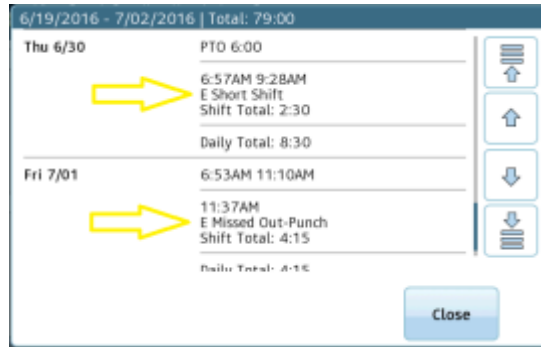 6/19/2016 - 7/02/2016 | Total: 79:00
Thu 6/30 PTO 6:00
6:57AM 9:28AM
E Short Shift
Shift Total: 2:30
Daily Total: 8:30
Fri 7/01 6:53AM 11:10AM
11:37AM
E Missed Out-Punch
Shift Total: 4:15
Daily Total: 4:15
Close